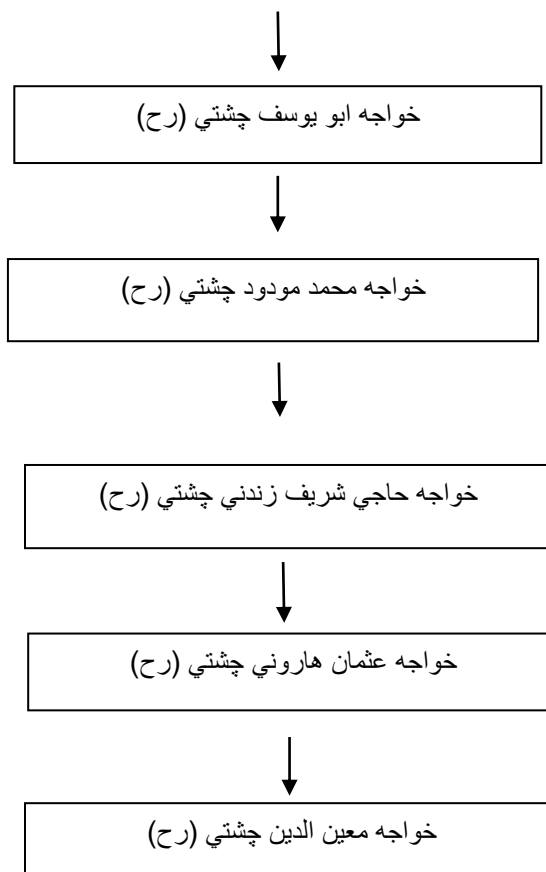 خواجه ابو يوسف چشتي (رح)
خواجه محمد مودود چشتي (رح)
خواجه حاجي شريف زندني چشتي (رح)
خواجه عثمان هاروني چشتي (رح)
خواجه معين الدين چشتي (رح)